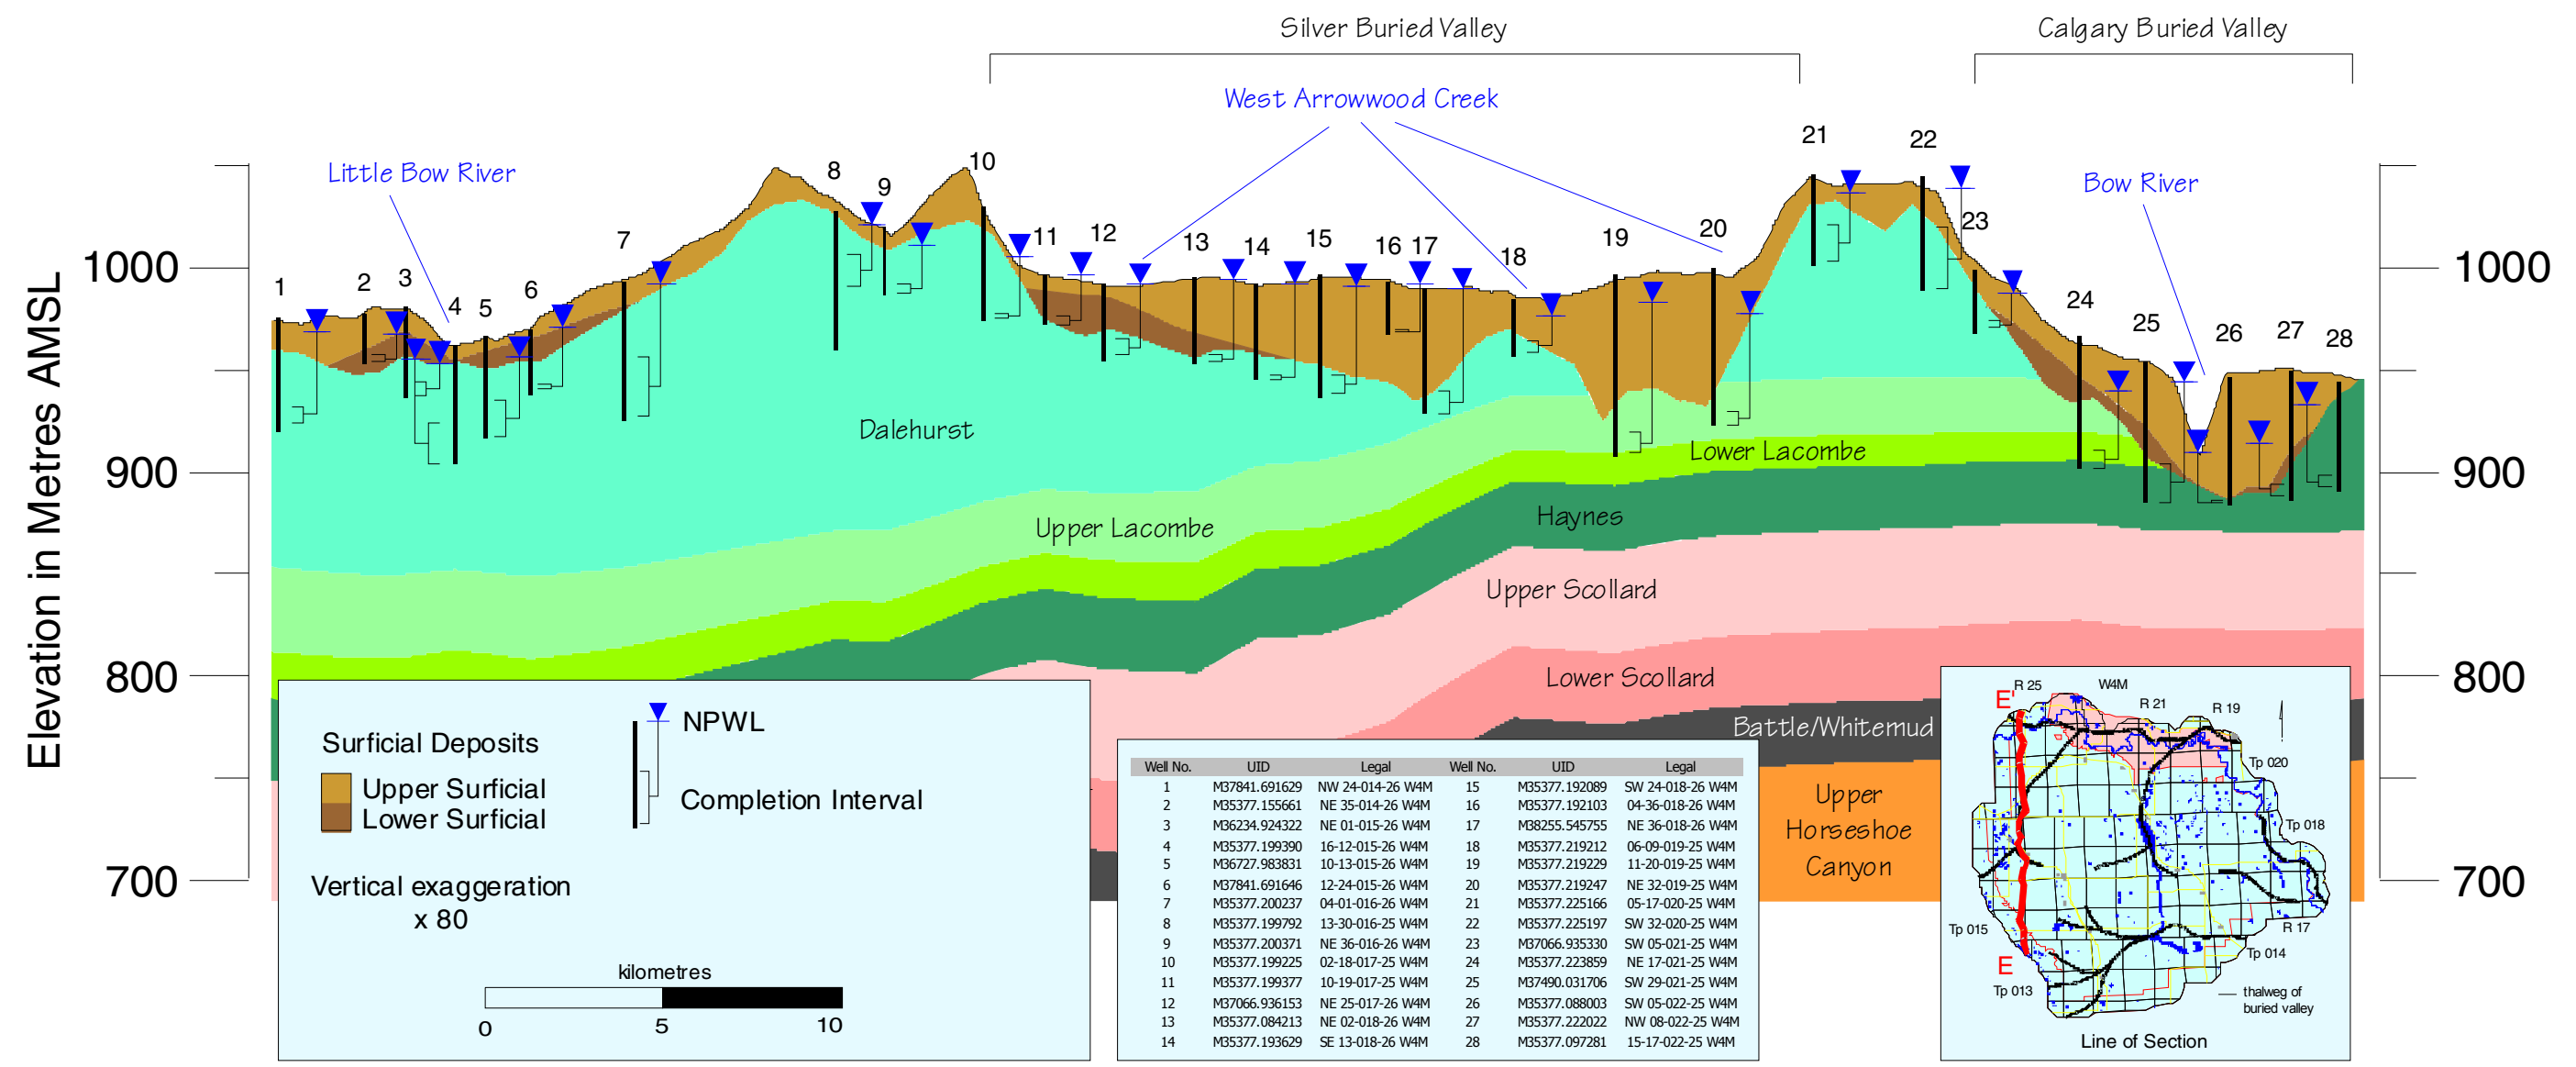 Silver Buried Valley
Calgary Buried Valley
West Arrowwood Creek
Little Bow River
Bow River
Elevation in Metres AMSL
1000
900
800
700
1000
900
800
700
1 2 3 4 5 6 7 8 9 10 11 12 13 14 15 16 17 18 19 20 21 22 23 24 25 26 27 28
Dalehurst
Upper Lacombe
Lower Lacombe
Haynes
Upper Scollard
Lower Scollard
Battle/Whitemud
Upper
Horseshoe
Canyon
Surficial Deposits
Upper Surficial
Lower Surficial
NPWL
Completion Interval
Vertical exaggeration
x 80
kilometres
0 5 10
Well No. UID Legal Well No. UID Legal
1 M37841.691629 NW 24-014-26 W4M 15 M35377.192089 SW 24-018-26 W4M
2 M35377.155661 NE 35-014-26 W4M 16 M35377.192103 04-36-018-26 W4M
3 M36234.924322 NE 01-015-26 W4M 17 M38255.545755 NE 36-018-26 W4M
4 M35377.199390 16-12-015-26 W4M 18 M35377.219212 06-09-019-25 W4M
5 M36727.983831 10-13-015-26 W4M 19 M35377.219229 11-20-019-25 W4M
6 M37841.691646 12-24-015-26 W4M 20 M35377.219247 NE 32-019-25 W4M
7 M35377.200237 04-01-016-26 W4M 21 M35377.225166 05-17-020-25 W4M
8 M35377.199792 13-30-016-25 W4M 22 M35377.225197 SW 32-020-25 W4M
9 M35377.200371 NE 36-016-26 W4M 23 M37066.935330 SW 05-021-25 W4M
10 M35377.199225 02-18-017-25 W4M 24 M35377.223859 NE 17-021-25 W4M
11 M35377.199377 10-19-017-25 W4M 25 M37490.031706 SW 29-021-25 W4M
12 M37066.936153 NE 25-017-26 W4M 26 M35377.088003 SW 05-022-25 W4M
13 M35377.084213 NE 02-018-26 W4M 27 M35377.222022 NW 08-022-25 W4M
14 M35377.193629 SE 13-018-26 W4M 28 M35377.097281 15-17-022-25 W4M
E' R 25 W4M R 21 R 19
Tp 020
Tp 018
R 17
Tp 015
Tp 014
E
Tp 013
thalweg of
buried valley
Line of Section